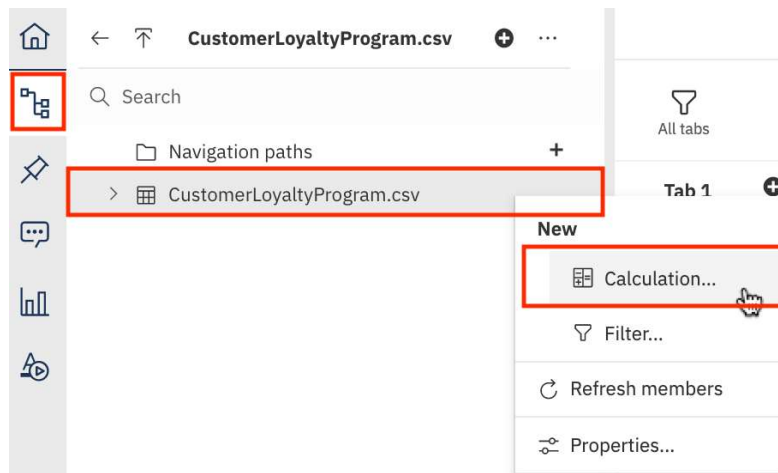 CustomerLoyaltyProgram.csv
Search
All tabs
Navigation paths
CustomerLoyaltyProgram.csv
Tab 1
New
Calculation...
Filter...
Refresh members
Properties...